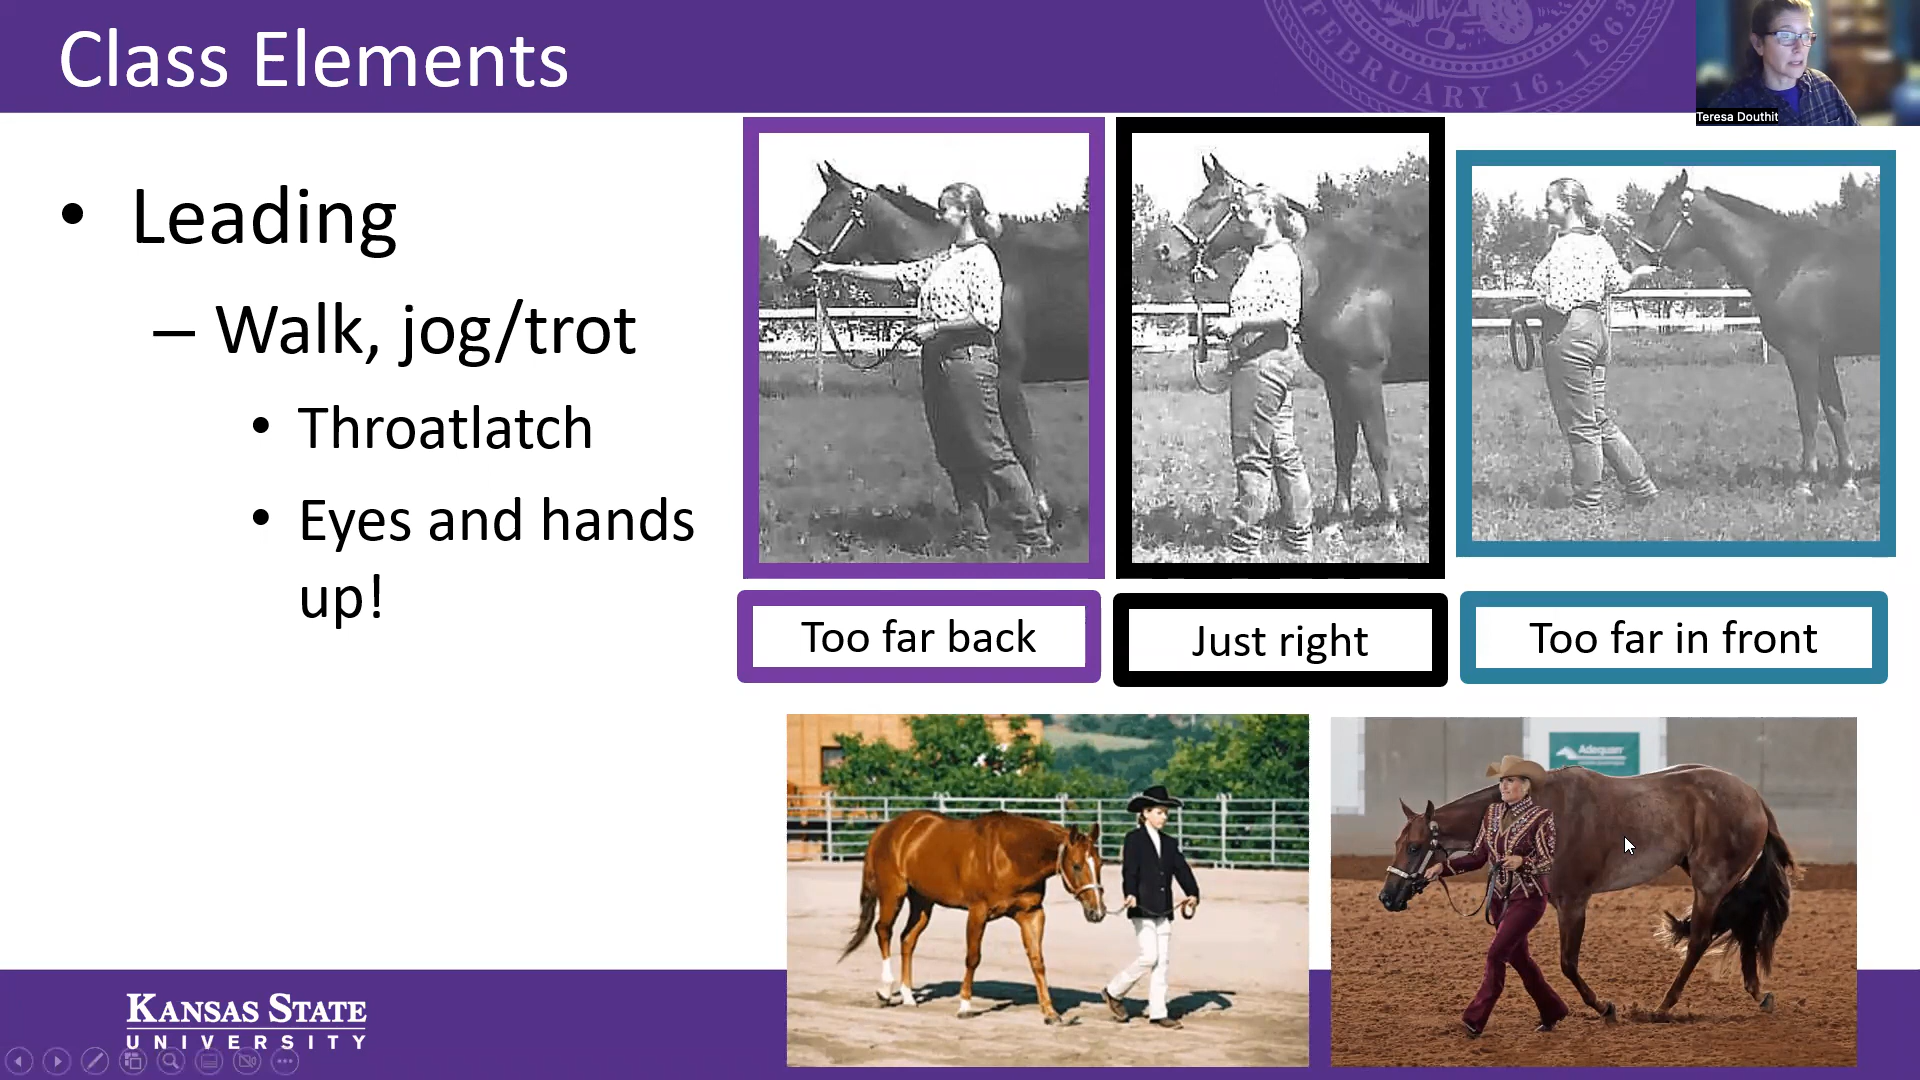 Class Elements
FEBRUARY 16, 1863
Teresa Douthit
• Leading
– Walk, jog/trot
• Throatlatch
• Eyes and hands
up!
Too far back
Just right
Too far in front
Adequan
KANSAS STATE
UNIVERSITY